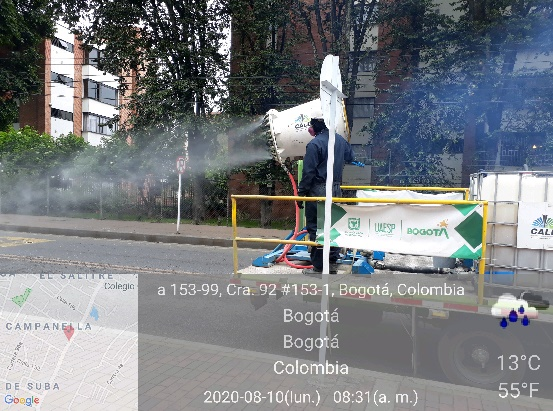 CALI
UAESP
BOGOTÁ
EL SALITRE
Colegio
CAMPANELLA
DE SUBA
Google
a 153-99, Cra. 92 #153-1, Bogotá, Colombia
Bogotá
Bogotá
Colombia
2020-08-10(lun.) 08:31(a. m.)
13°C
55°F